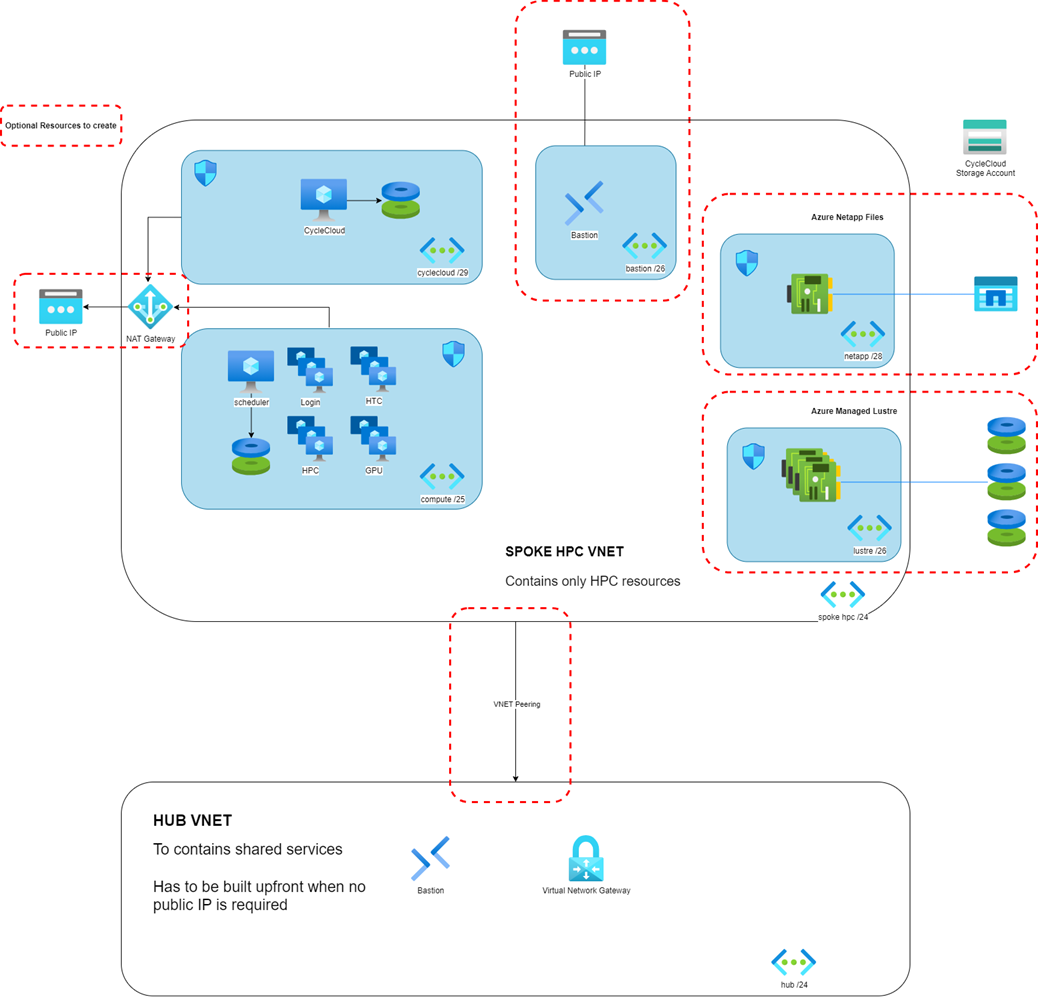 Public IP
Optional Resources to create
CycleCloud
Storage Account
CycleCloud
cyclecloud /29
Bastion
bastion /26
Azure Netapp Files
netapp /28
Public IP
NAT Gateway
scheduler
Login
HTC
HPC
GPU
compute /25
Azure Managed Lustre
lustre /26
SPOKE HPC VNET
Contains only HPC resources
spoke hpc /24
VNET Peering
HUB VNET
To contains shared services
Has to be built upfront when no
public IP is required
Bastion
Virtual Network Gateway
hub /24